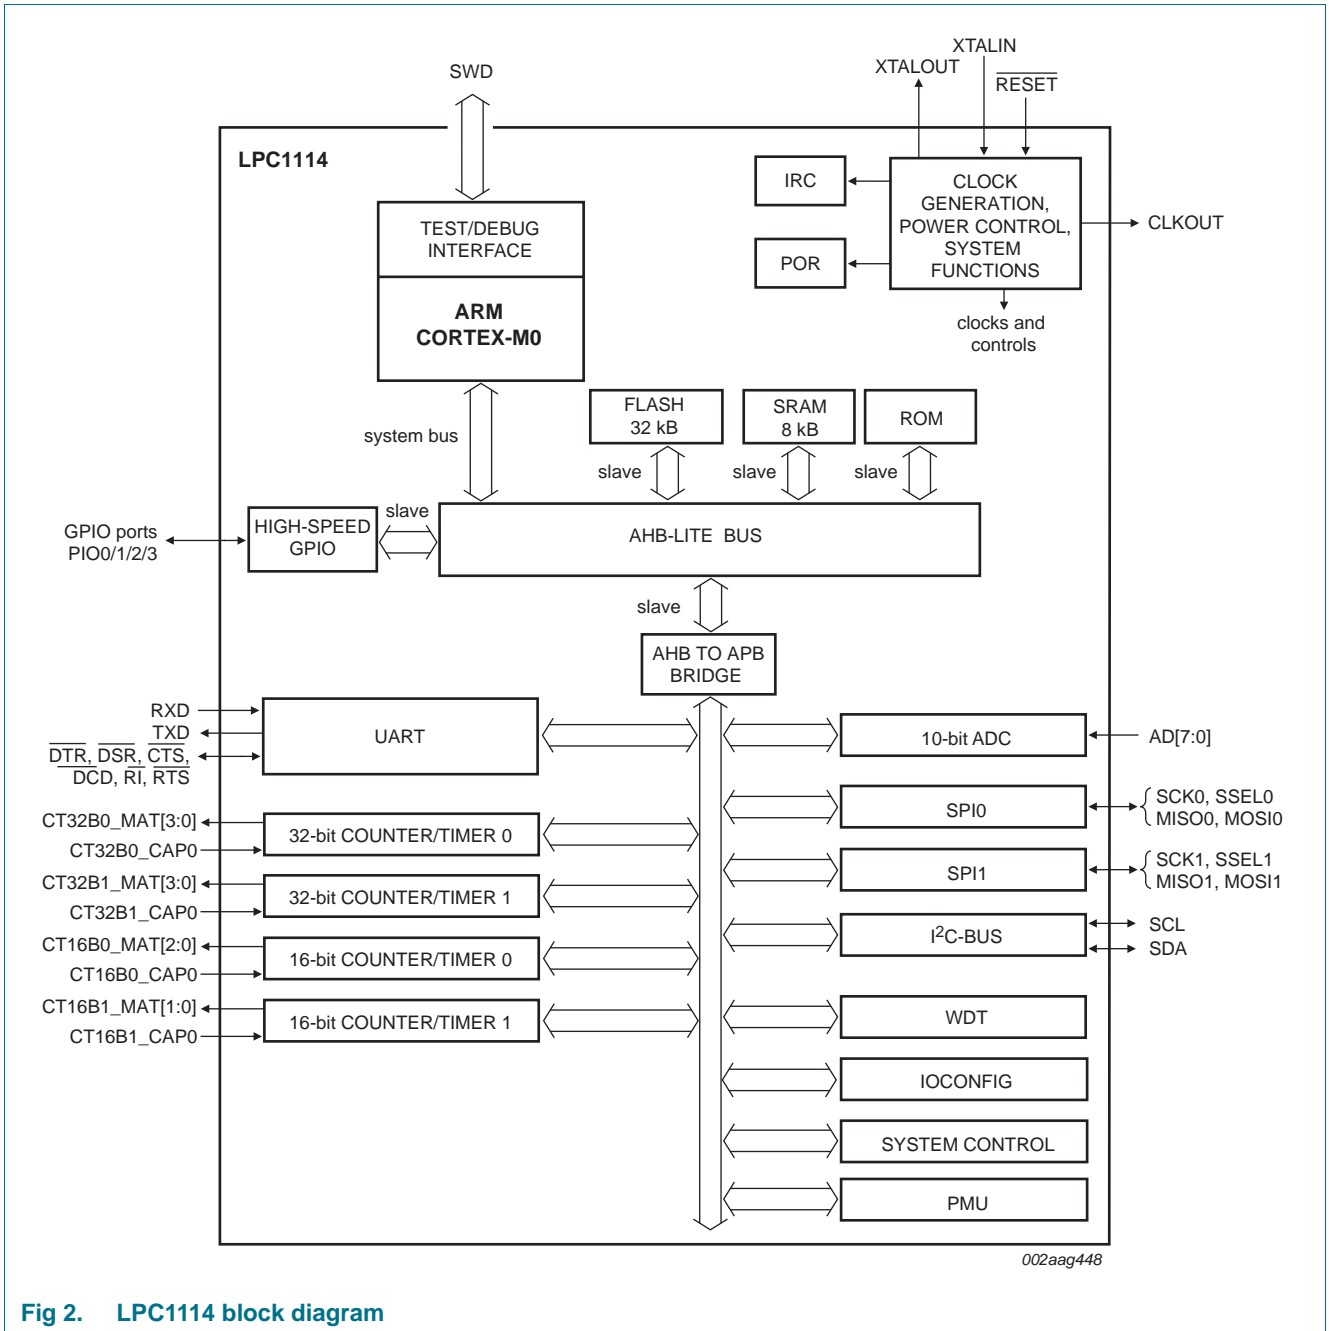 SWD
XTALIN
XTALOUT
RESET
LPC1114
TEST/DEBUG
INTERFACE
ARM
CORTEX-M0
IRC
POR
CLOCK
GENERATION,
POWER CONTROL,
SYSTEM
FUNCTIONS
CLKOUT
clocks and
controls
system bus
FLASH
32 kB
SRAM
8 kB
ROM
slave
slave
slave
GPIO ports
PIO0/1/2/3
HIGH-SPEED
GPIO
slave
AHB-LITE BUS
slave
AHB TO APB
BRIDGE
RXD
TXD
DTR, DSR, CTS,
DCD, RI, RTS
UART
10-bit ADC
AD[7:0]
CT32B0_MAT[3:0]
CT32B0_CAP0
32-bit COUNTER/TIMER 0
SPI0
SCK0, SSEL0
MISO0, MOSI0
CT32B1_MAT[3:0]
CT32B1_CAP0
32-bit COUNTER/TIMER 1
SPI1
SCK1, SSEL1
MISO1, MOSI1
CT16B0_MAT[2:0]
CT16B0_CAP0
16-bit COUNTER/TIMER 0
I²C-BUS
SCL
SDA
CT16B1_MAT[1:0]
CT16B1_CAP0
16-bit COUNTER/TIMER 1
WDT
IOCONFIG
SYSTEM CONTROL
PMU
002aag448
Fig 2. LPC1114 block diagram